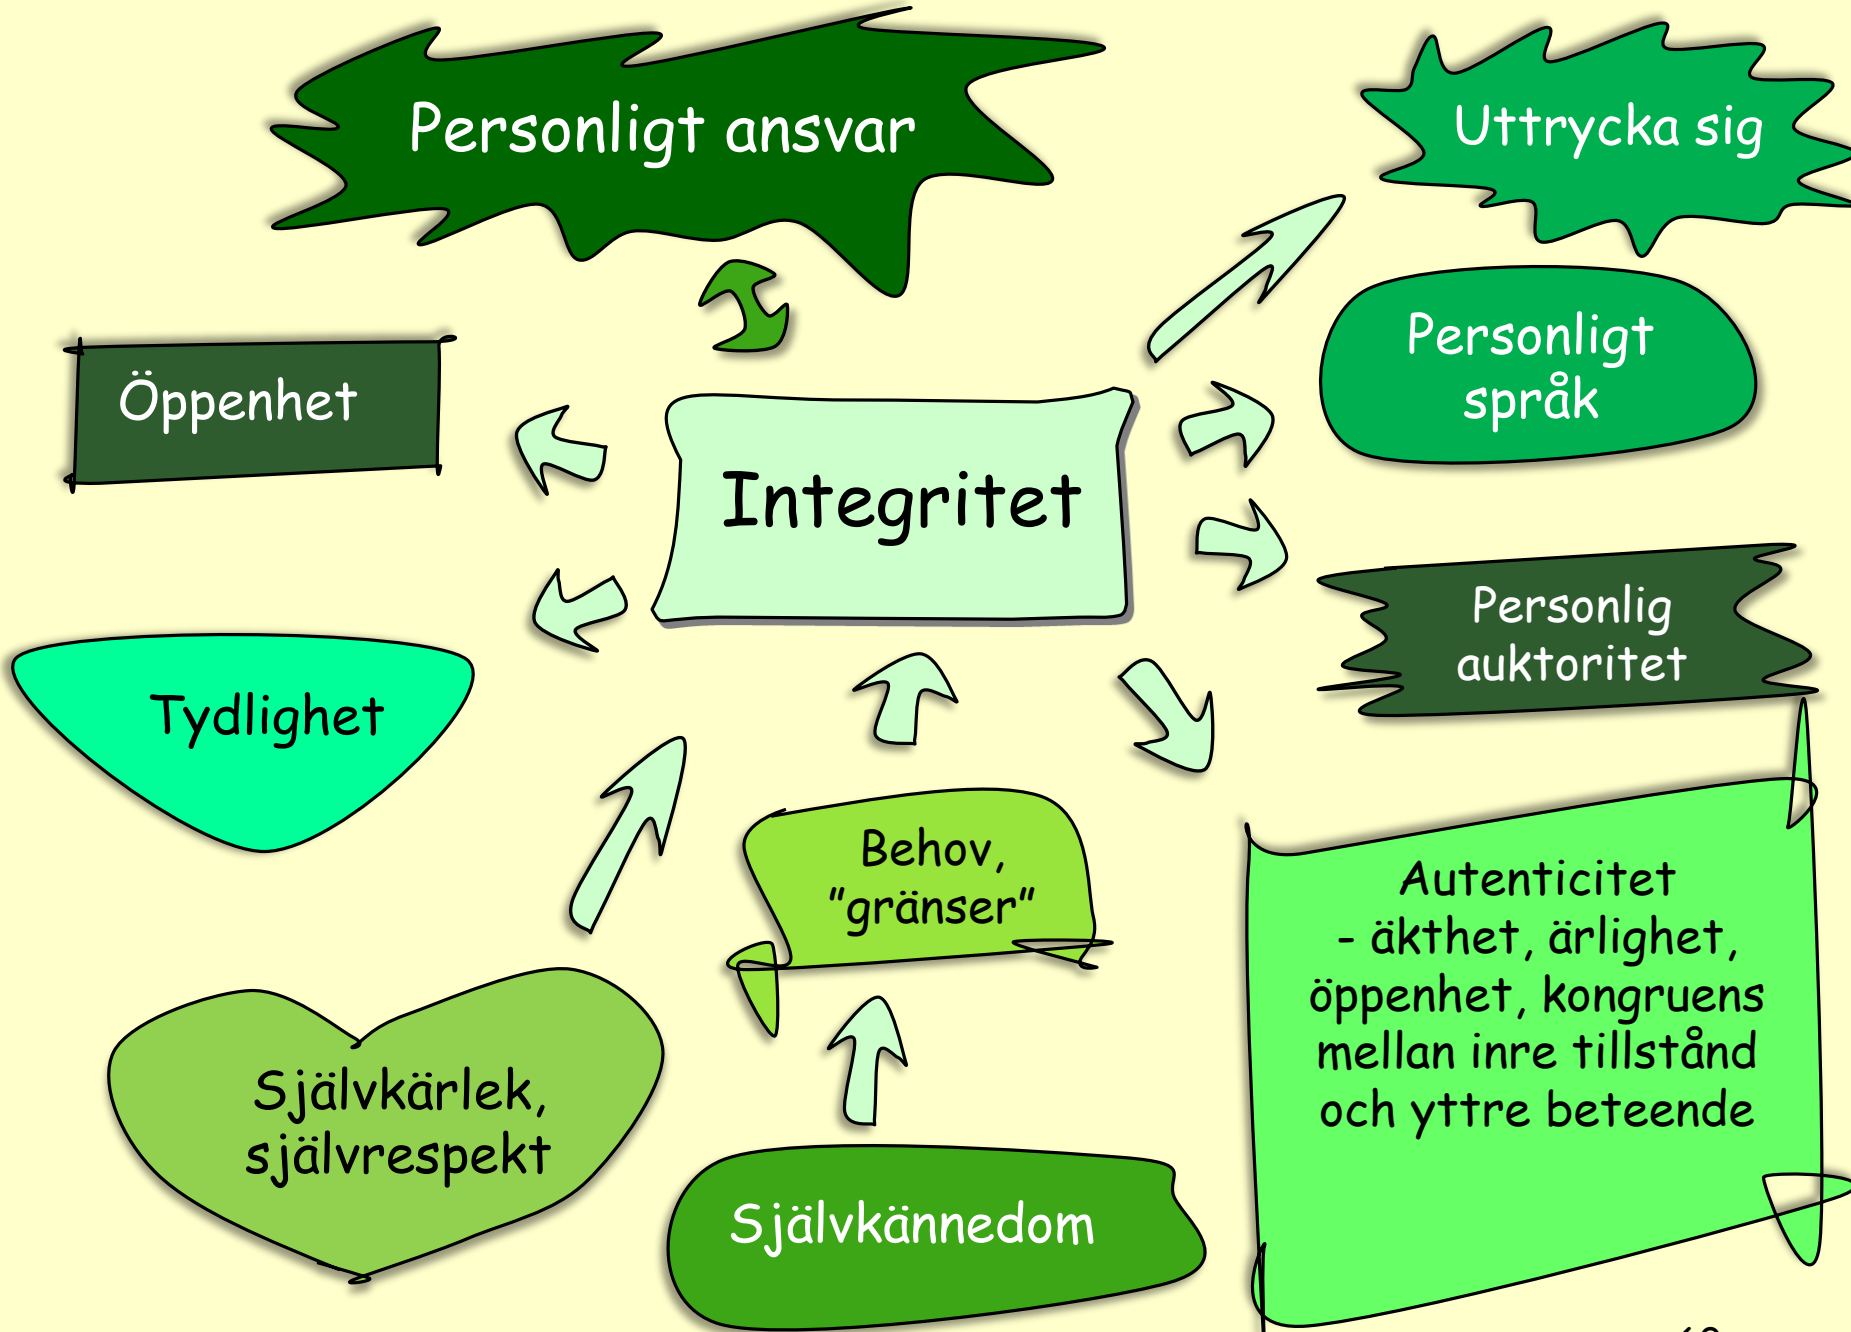 Personligt ansvar
Uttrycka sig
Personligt
språk
Öppenhet
Integritet
Personlig
auktoritet
Tydlighet
Behov,
”gränser”
Autenticitet
- äkthet, ärlighet,
öppenhet, kongruens
mellan inre tillstånd
och yttre beteende
Självkärlek,
självrespekt
Självkännedom